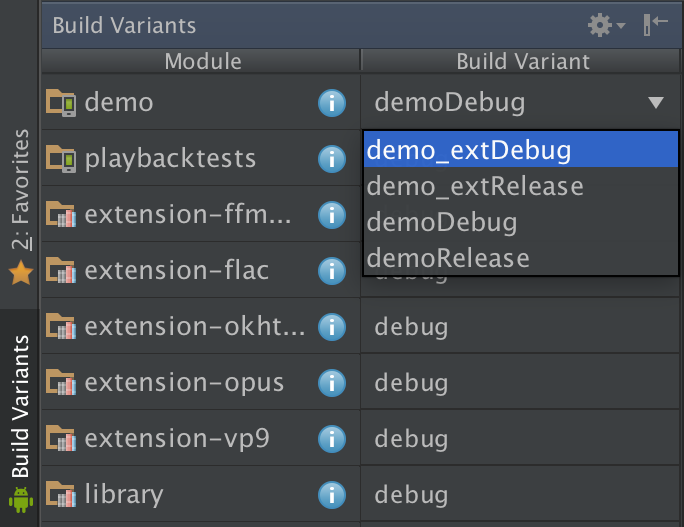 Build Variants
Module Build Variant
demo demoDebug
demo_extDebug
playbacktests
demo_extRelease
extension-ffm...
demoDebug
demoRelease
extension-flac debug
extension-okht... debug
extension-opus debug
extension-vp9 debug
library debug
2: Favorites
Build Variants